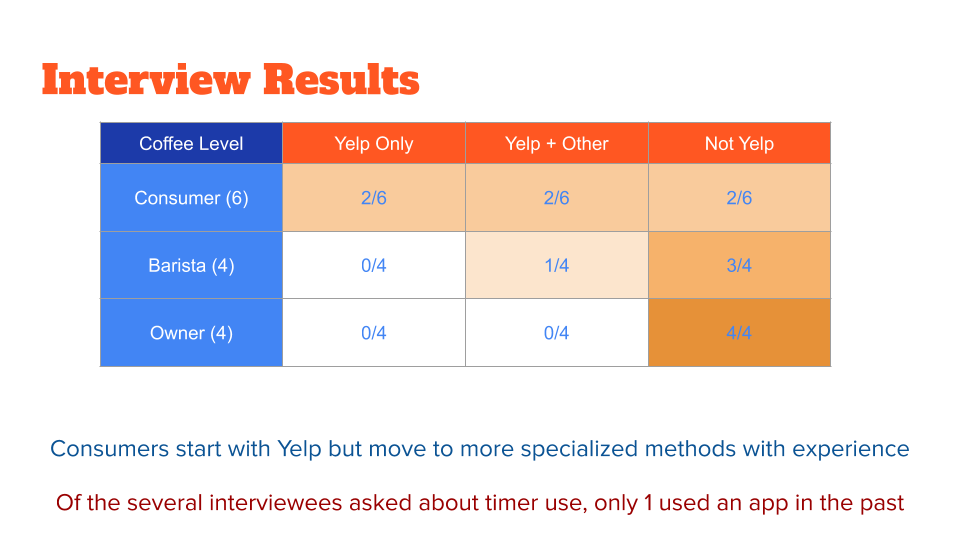 Interview Results
Coffee Level Yelp Only Yelp + Other Not Yelp
Consumer (6) 2/6 2/6 2/6
Barista (4) 0/4 1/4 3/4
Owner (4) 0/4 0/4 4/4
Consumers start with Yelp but move to more specialized methods with experience
Of the several interviewees asked about timer use, only 1 used an app in the past